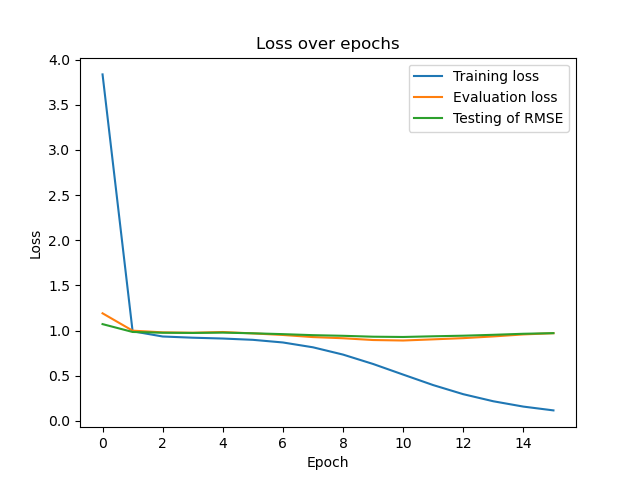 Loss over epochs
Training loss
Evaluation loss
Testing of RMSE
Loss
4.0
3.5
3.0
2.5
2.0
1.5
1.0
0.5
0.0
0 2 4 6 8 10 12 14
Epoch